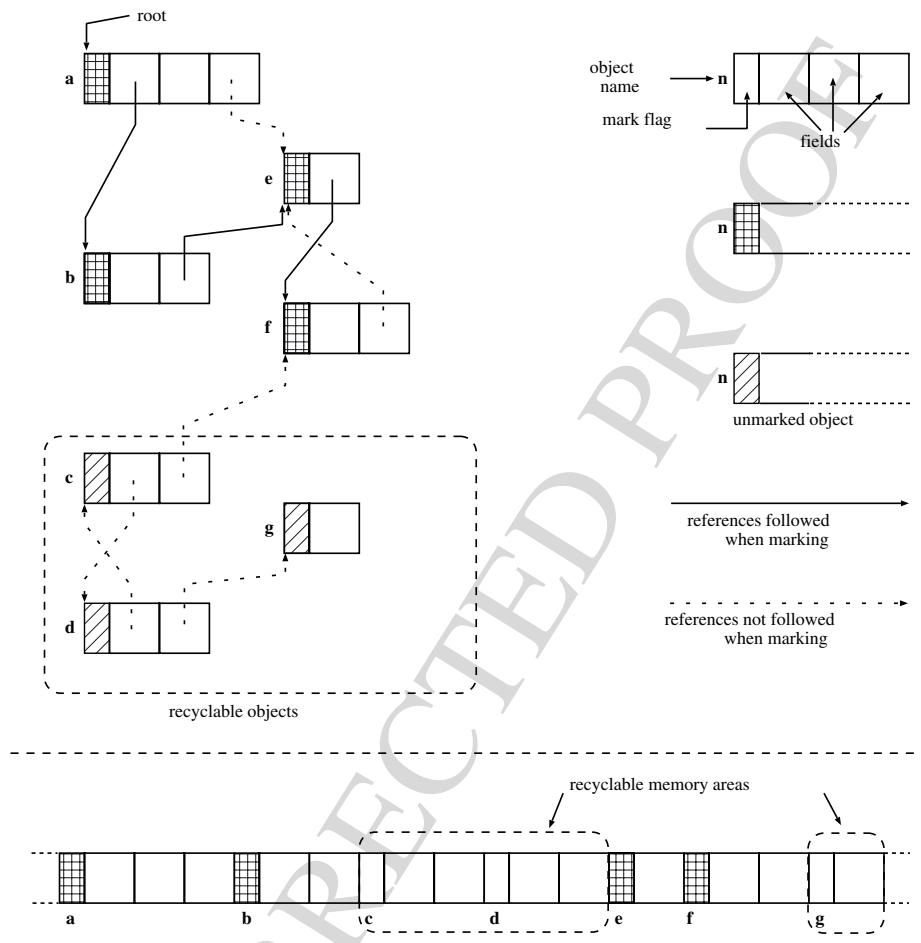 root
a
object
name
n
mark flag
fields
e
n
b
f
n
unmarked object
c
g
references followed
when marking
d
references not followed
when marking
recyclable objects
recyclable memory areas
a b c d e f g
RECTED PROOF